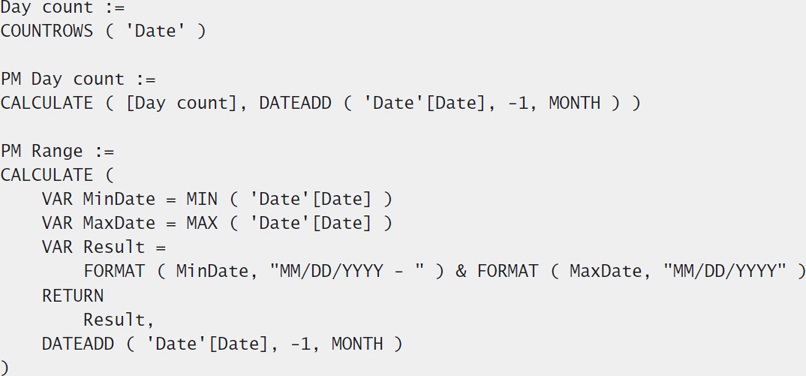 Day count :=
COUNTROWS ( 'Date' )
PM Day count :=
CALCULATE ( [Day count], DATEADD ( 'Date'[Date], -1, MONTH ) )
PM Range :=
CALCULATE (
    VAR MinDate = MIN ( 'Date'[Date] )
    VAR MaxDate = MAX ( 'Date'[Date] )
    VAR Result =
        FORMAT ( MinDate, "MM/DD/YYYY - " ) & FORMAT ( MaxDate, "MM/DD/YYYY" )
    RETURN
        Result,
    DATEADD ( 'Date'[Date], -1, MONTH )
)